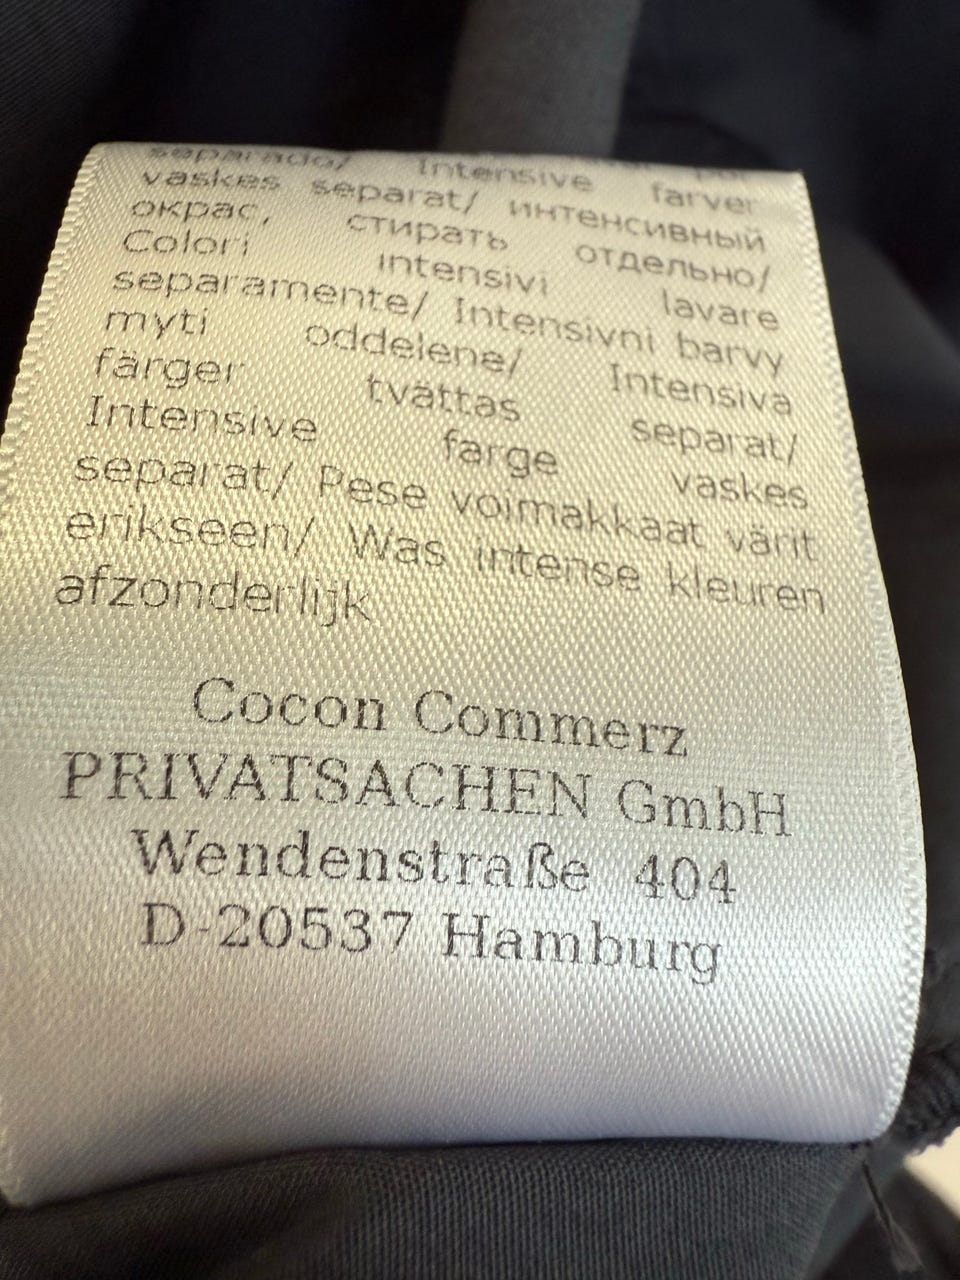 separado/ Intensive farver
vaskes separat/ интенсивный
окрас, стирать отдельно/
Colori intensivi lavare
separamente/ Intensivni barvy
myti oddelene/ Intensiva
färger tvättas separat/
Intensive farge vaskes
separat/ Pese voimakkaat värit
erikseen/ Was intense kleuren
afzonderlijk
Cocon Commerz
PRIVATSACHEN GmbH
Wendenstraße 404
D-20537 Hamburg